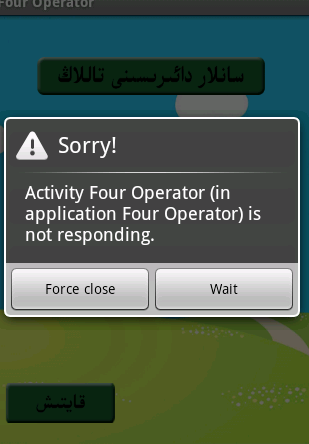 Four Operator
سانلار دائىرىسىنى تاللاڭ
Sorry!
Activity Four Operator (in
application Four Operator) is
not responding.
Force close
Wait
قايتىش